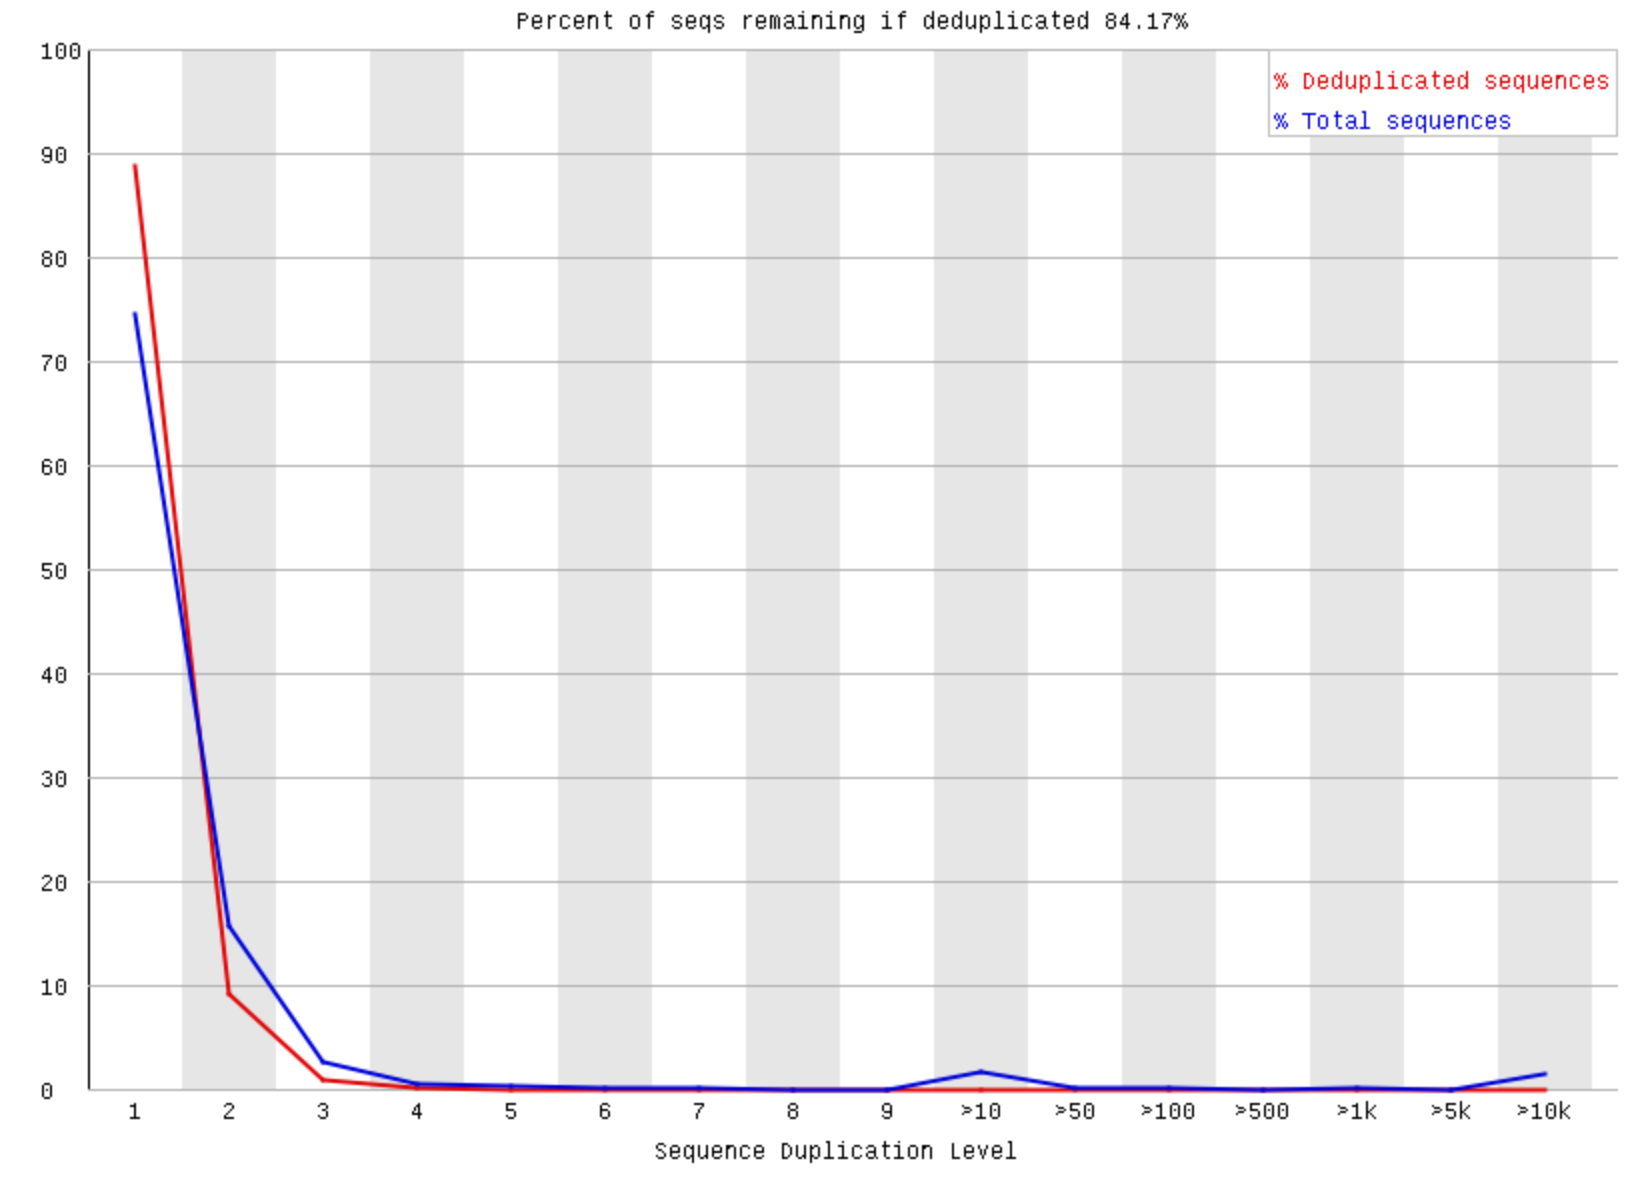 Percent of seqs remaining if deduplicated 84.17%
% Deduplicated sequences
% Total sequences
100
90
80
70
60
50
40
30
20
10
0
1 2 3 4 5 6 7 8 9 >10 >50 >100 >500 >1k >5k >10k
Sequence Duplication Level